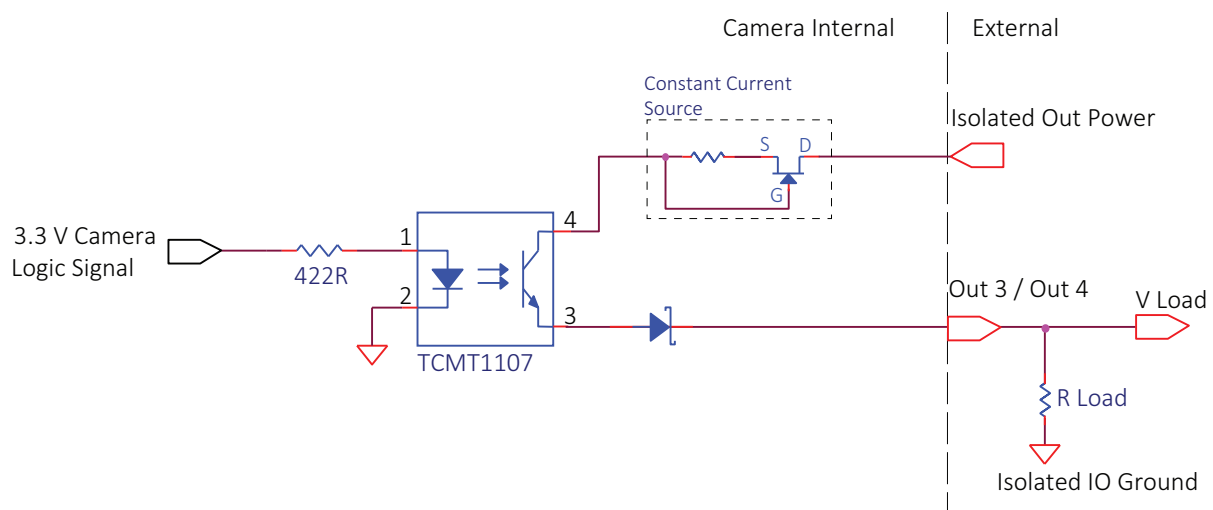 Camera Internal
External
Constant Current
Source
Isolated Out Power
S
D
G
4
3.3 V Camera
Logic Signal
1
422R
2
3
TCMT1107
Out 3 / Out 4
V Load
R Load
Isolated IO Ground